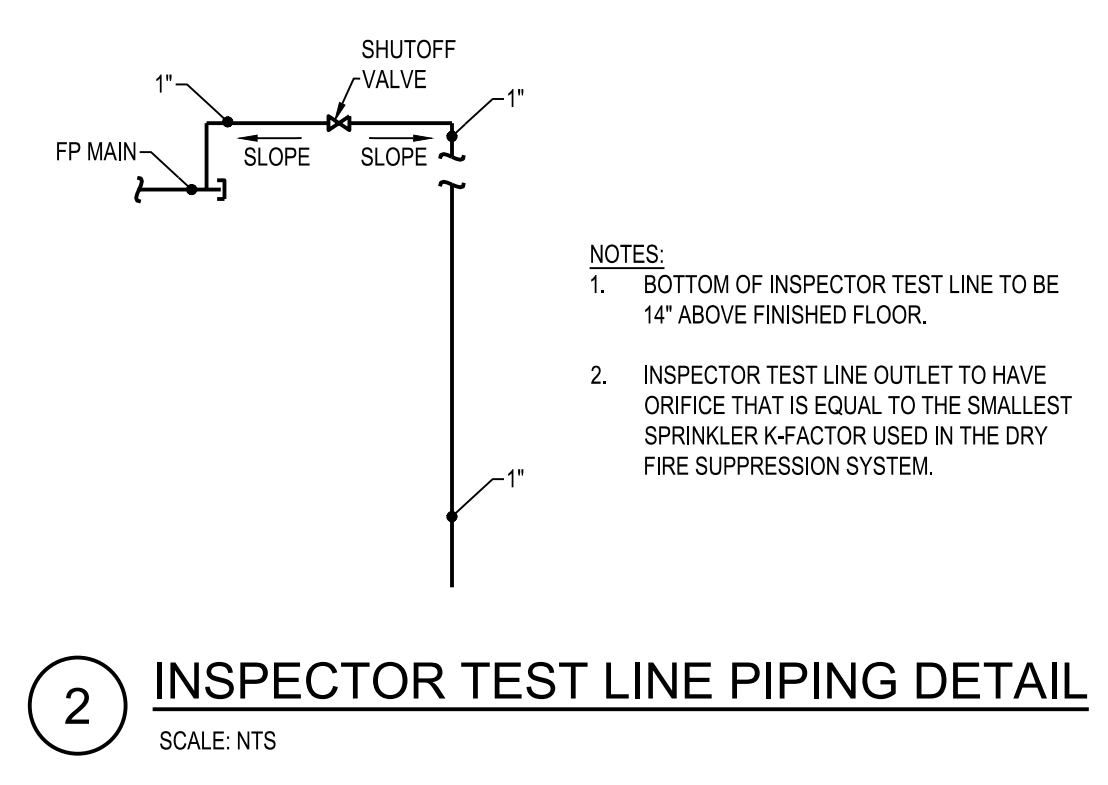 SHUTOFF
VALVE
1"
1"
FP MAIN
SLOPE
SLOPE
NOTES:
1. BOTTOM OF INSPECTOR TEST LINE TO BE
14" ABOVE FINISHED FLOOR.
2. INSPECTOR TEST LINE OUTLET TO HAVE
ORIFICE THAT IS EQUAL TO THE SMALLEST
SPRINKLER K-FACTOR USED IN THE DRY
FIRE SUPPRESSION SYSTEM.
1"
2
INSPECTOR TEST LINE PIPING DETAIL
SCALE: NTS